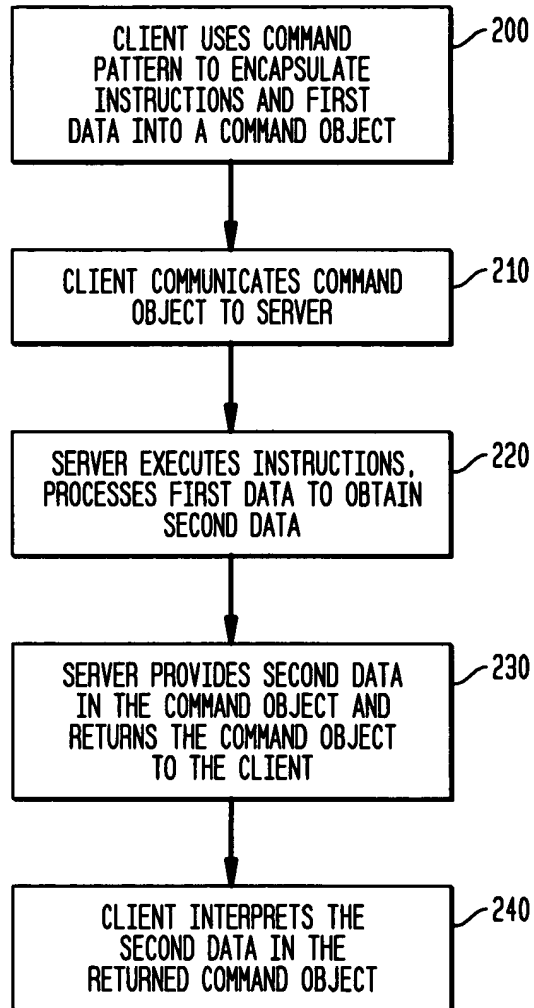 CLIENT USES COMMAND
PATTERN TO ENCAPSULATE
INSTRUCTIONS AND FIRST
DATA INTO A COMMAND OBJECT
200
CLIENT COMMUNICATES COMMAND
OBJECT TO SERVER
210
SERVER EXECUTES INSTRUCTIONS,
PROCESSES FIRST DATA TO OBTAIN
SECOND DATA
220
SERVER PROVIDES SECOND DATA
IN THE COMMAND OBJECT AND
RETURNS THE COMMAND OBJECT
TO THE CLIENT
230
CLIENT INTERPRETS THE
SECOND DATA IN THE
RETURNED COMMAND OBJECT
240